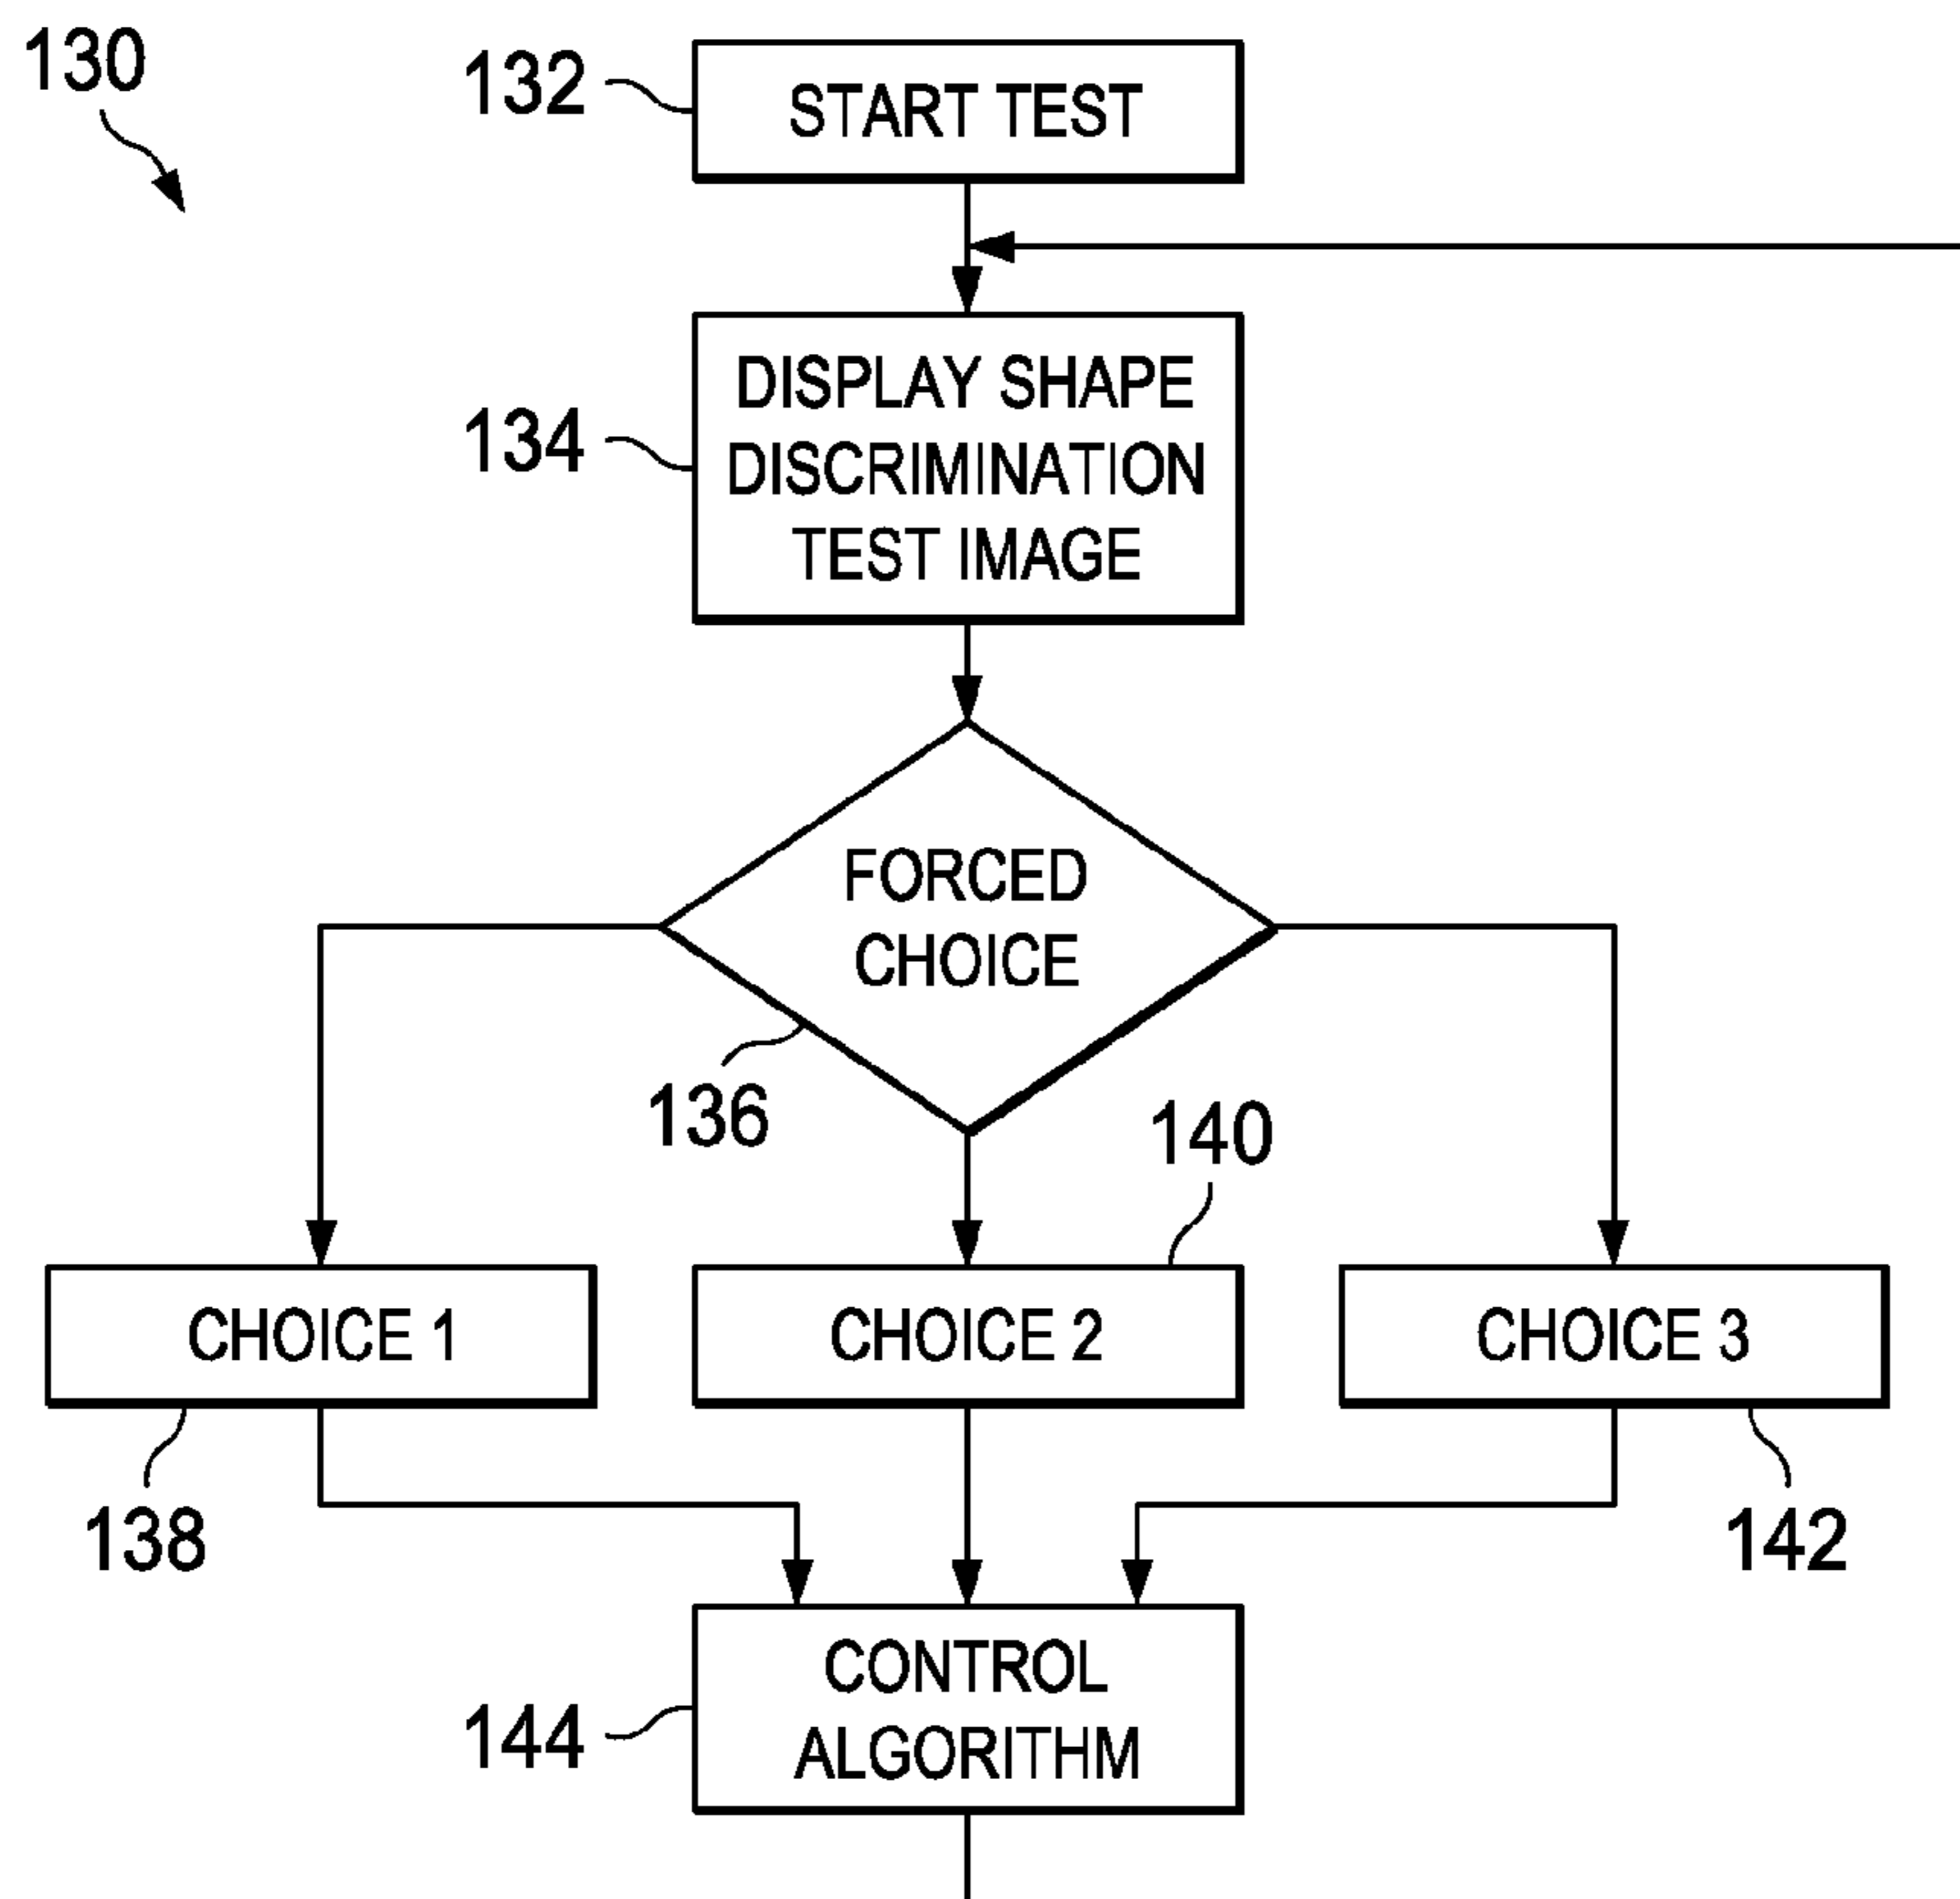 130
132
START TEST
134
DISPLAY SHAPE
DISCRIMINATION
TEST IMAGE
FORCED
CHOICE
136
140
CHOICE 1
CHOICE 2
CHOICE 3
138
142
144
CONTROL
ALGORITHM